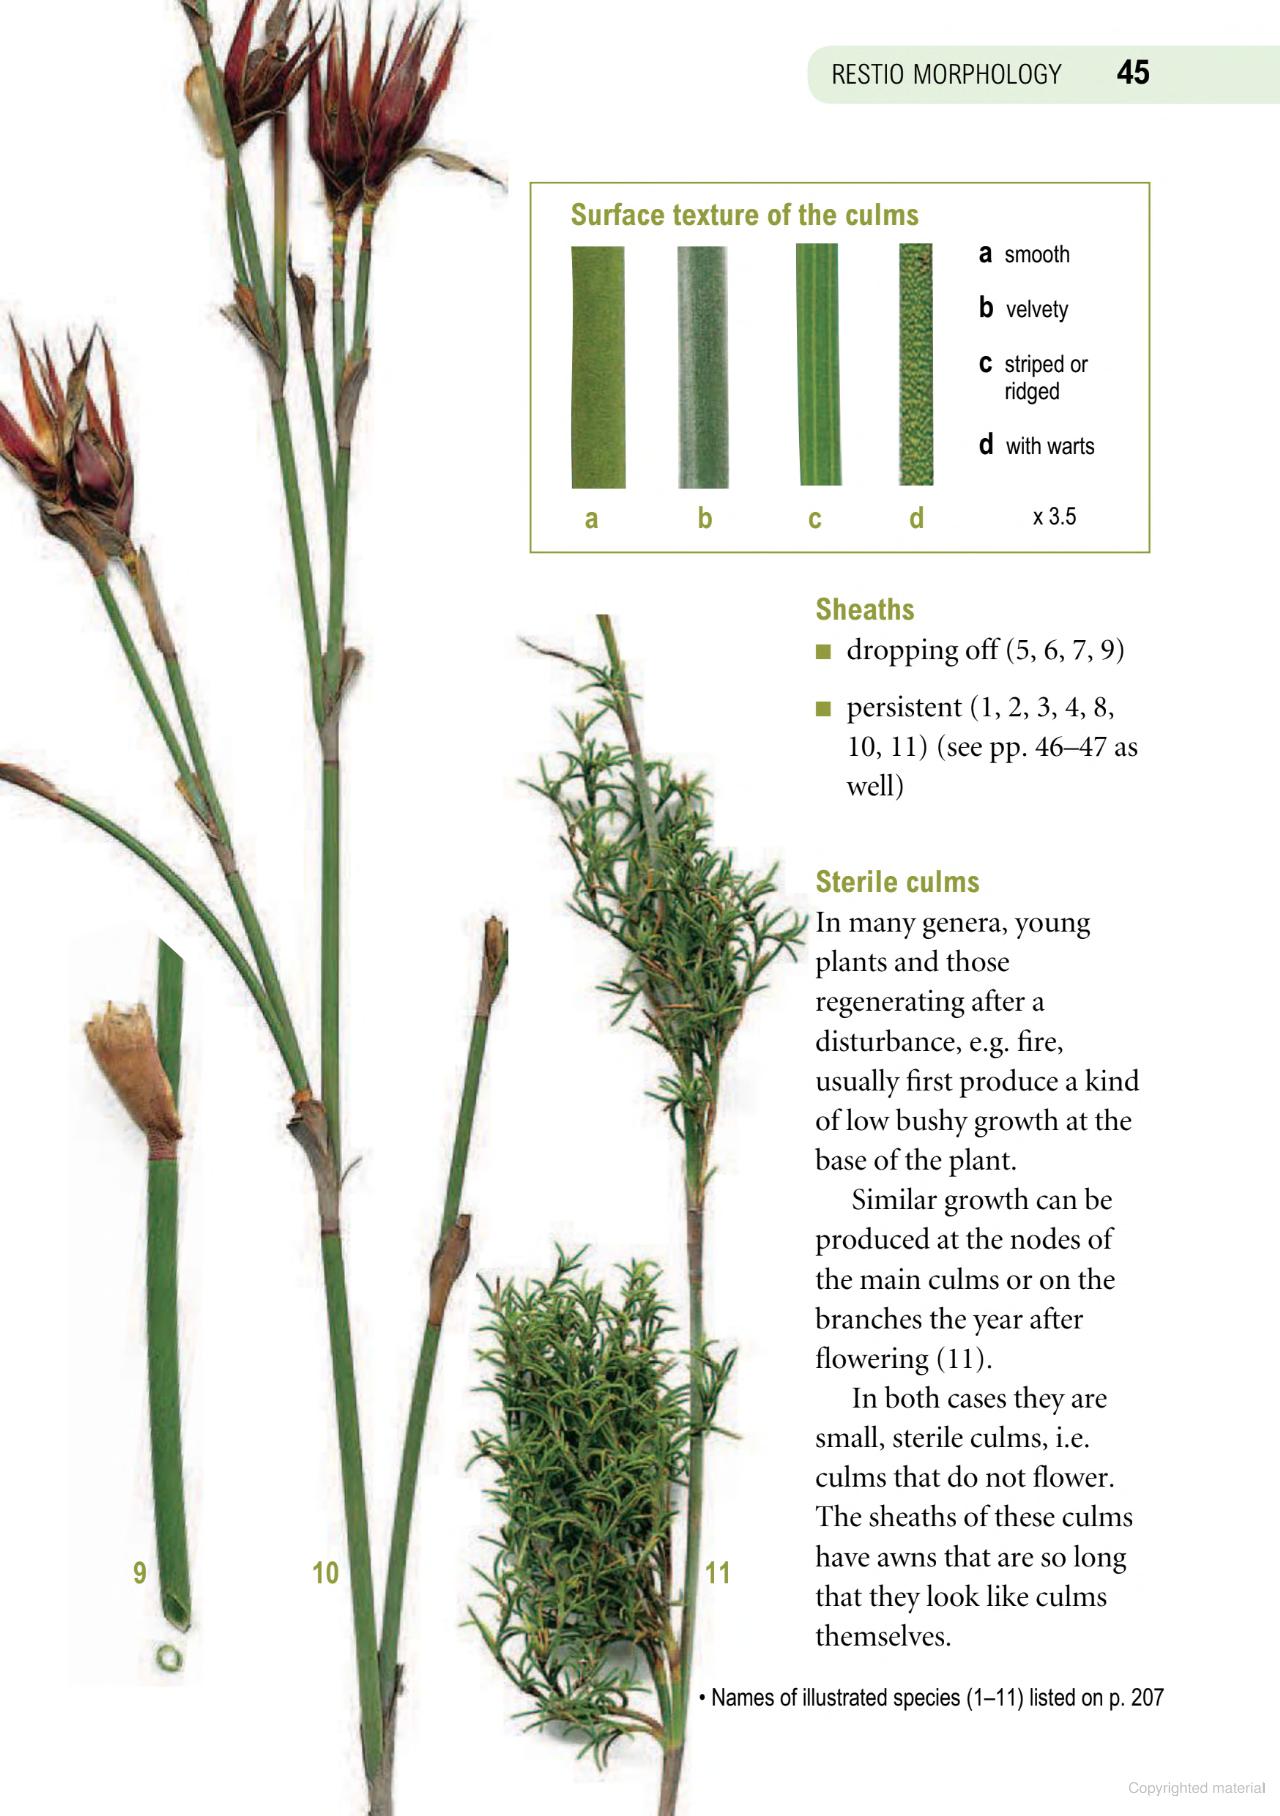 RESTIO MORPHOLOGY 45
Surface texture of the culms
a smooth
b velvety
c striped or
ridged
d with warts
a b c d x 3.5
Sheaths
■ dropping off (5, 6, 7, 9)
■ persistent (1, 2, 3, 4, 8,
10, 11) (see pp. 46–47 as
well)
Sterile culms
In many genera, young
plants and those
regenerating after a
disturbance, e.g. fire,
usually first produce a kind
of low bushy growth at the
base of the plant.
Similar growth can be
produced at the nodes of
the main culms or on the
branches the year after
flowering (11).
In both cases they are
small, sterile culms, i.e.
culms that do not flower.
The sheaths of these culms
have awns that are so long
that they look like culms
themselves.
9 10 11
• Names of illustrated species (1–11) listed on p. 207
Copyrighted material